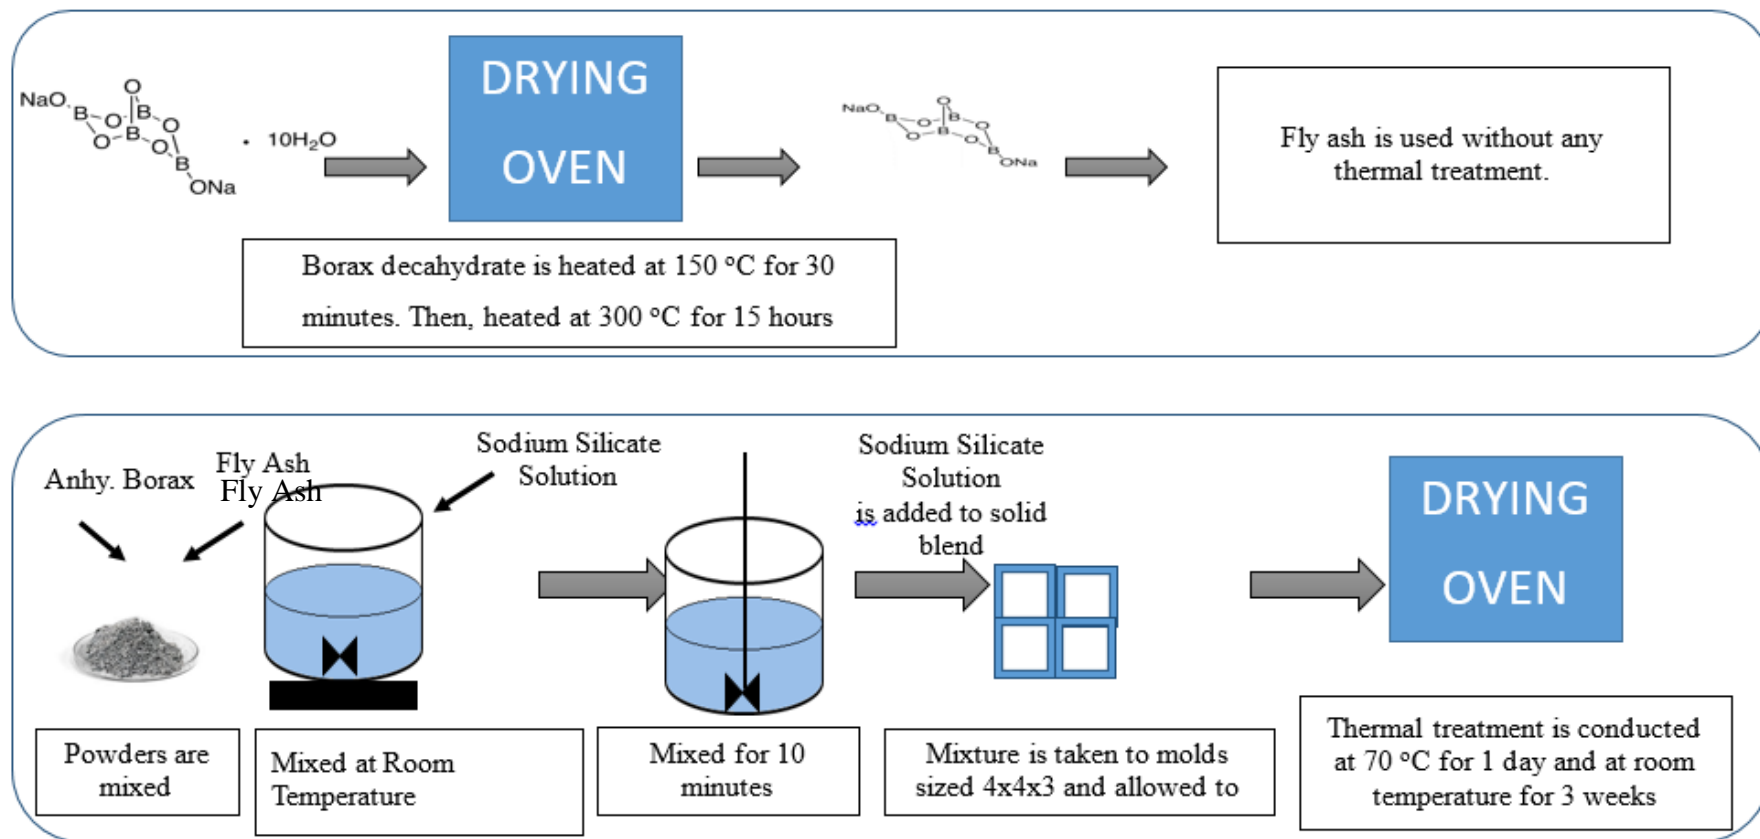 NaO
O
B
B
O
O
O
B
O
B
ONa
· 10H₂O
DRYING
OVEN
NaO
O
B
O
B
O
O
B
O
B
ONa
Fly ash is used without any
thermal treatment.
Borax decahydrate is heated at 150 °C for 30
minutes. Then, heated at 300 °C for 15 hours
Anhy. Borax
Fly Ash
Fly Ash
Sodium Silicate
Solution
Sodium Silicate
Solution
is added to solid
blend
DRYING
OVEN
Powders are
mixed
Mixed at Room
Temperature
Mixed for 10
minutes
Mixture is taken to molds
sized 4x4x3 and allowed to
Thermal treatment is conducted
at 70 °C for 1 day and at room
temperature for 3 weeks